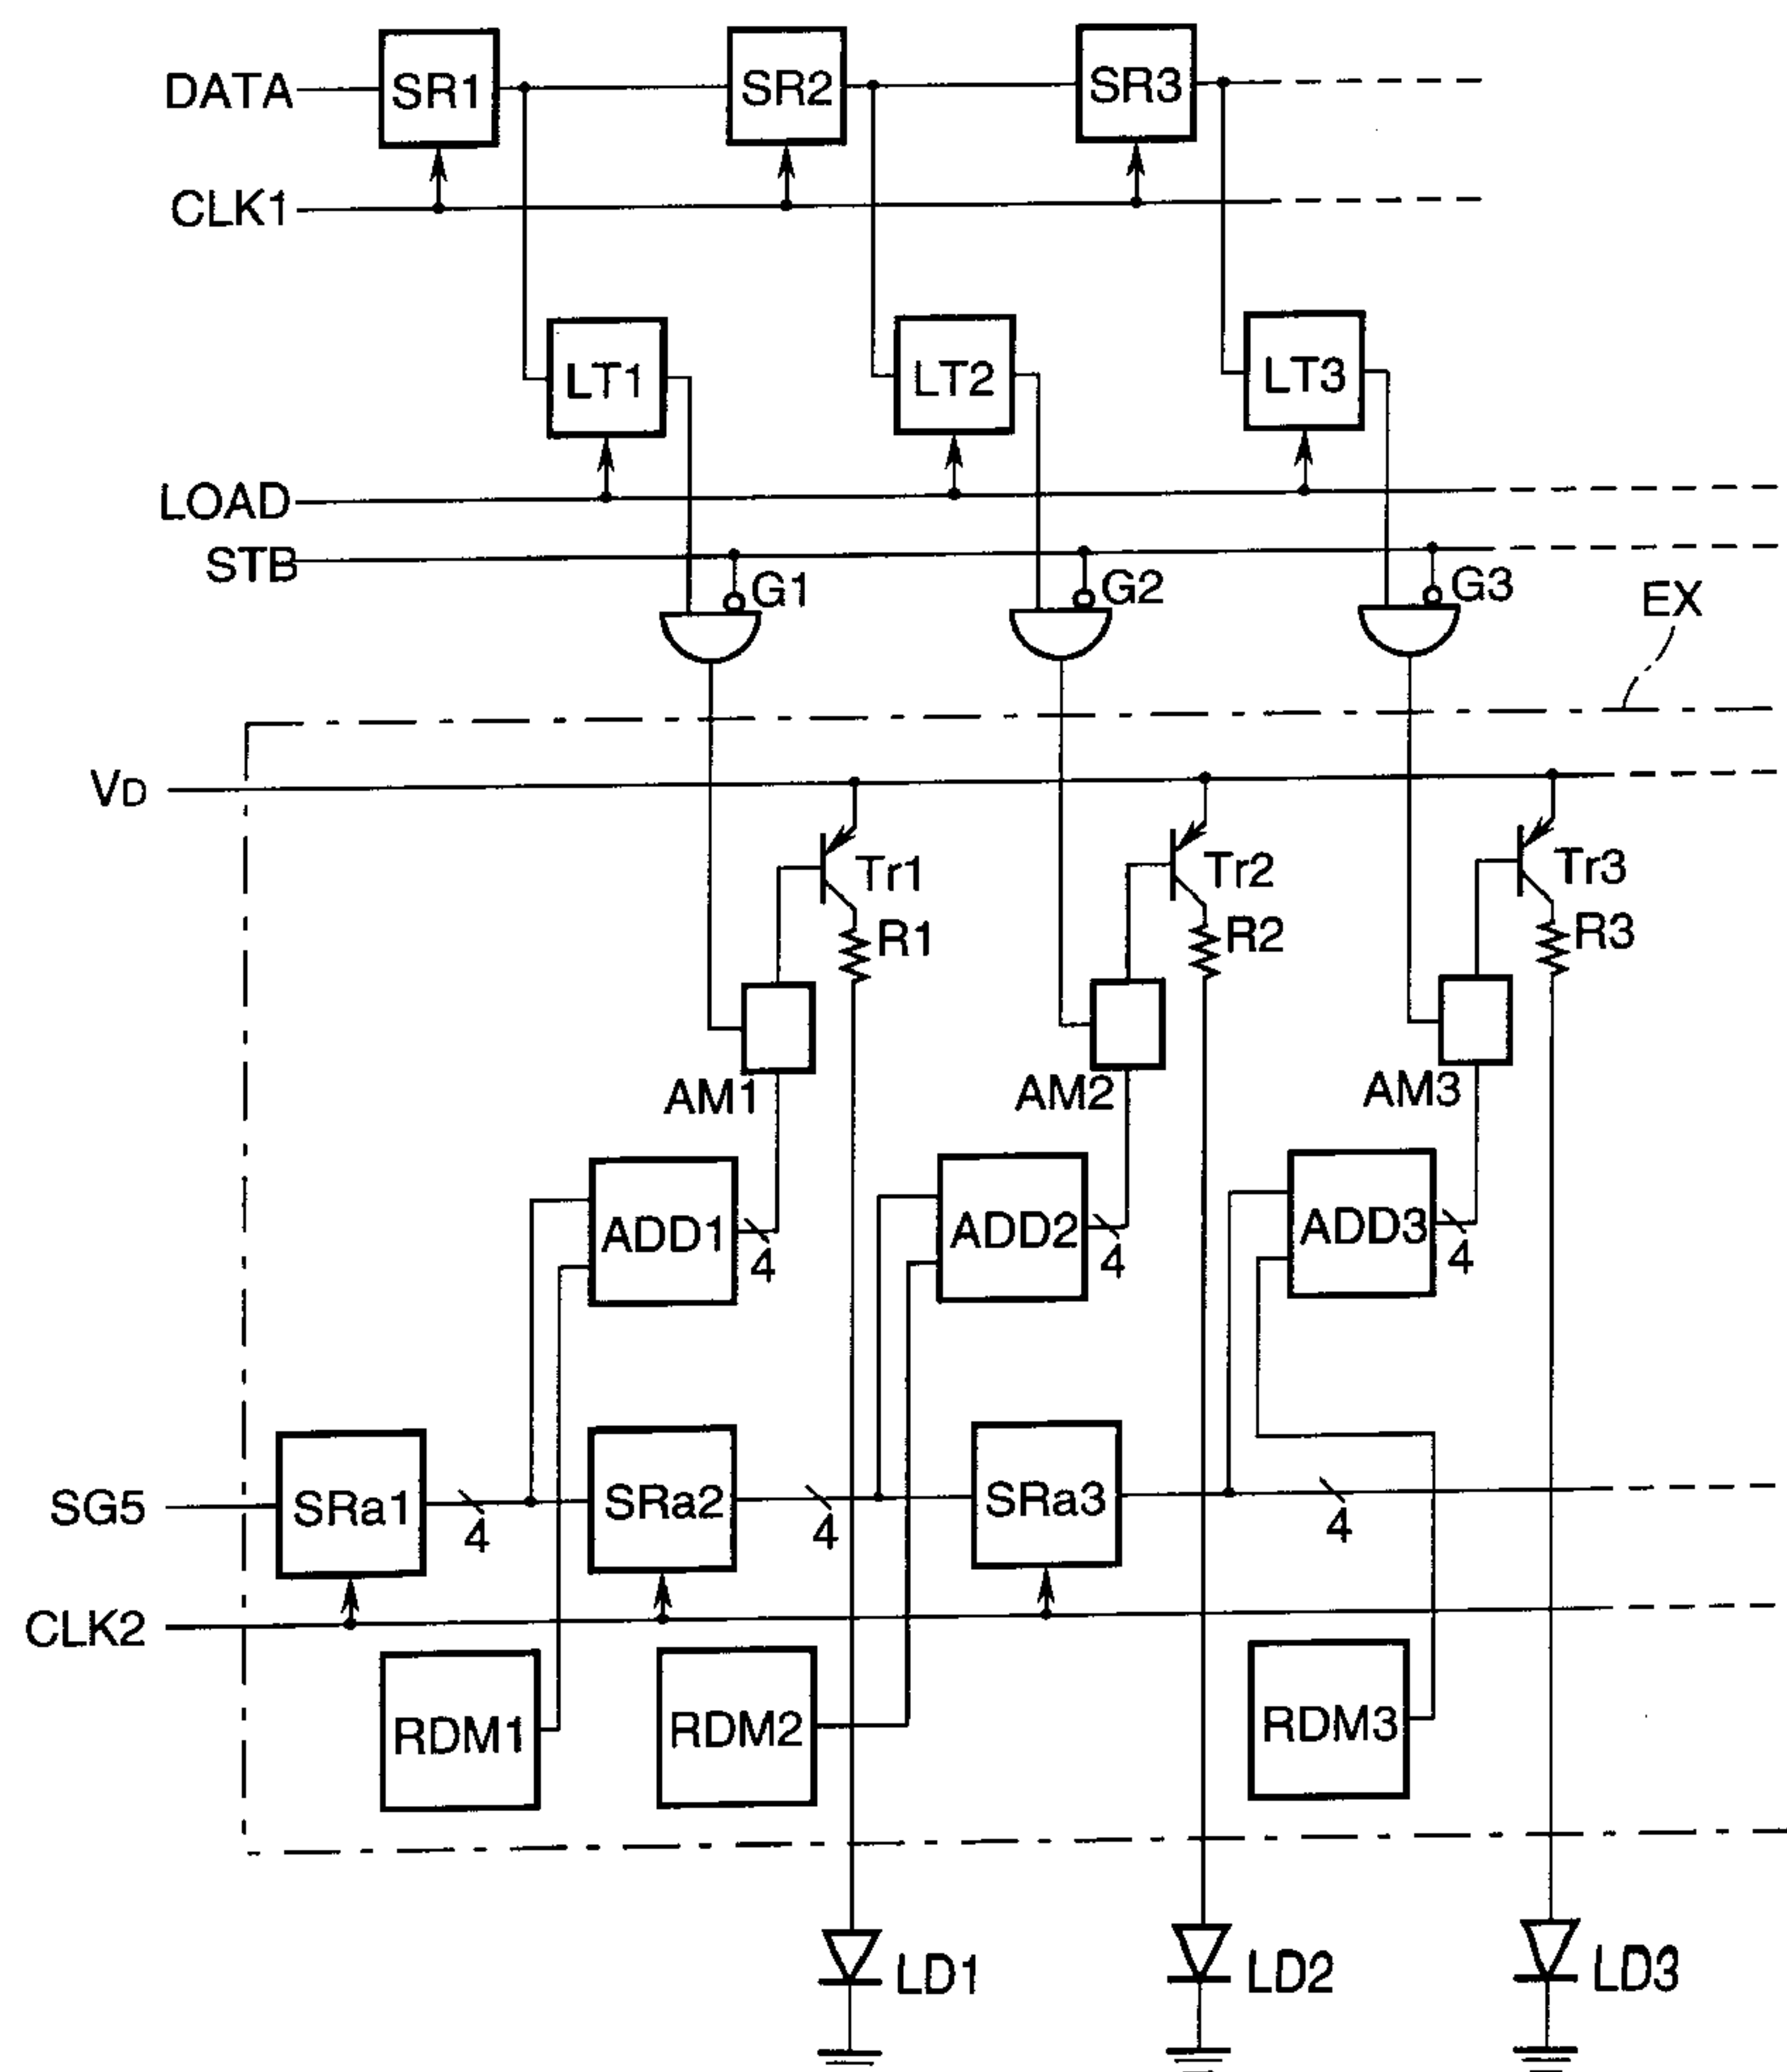 DATA
SR1
SR2
SR3
CLK1
LT1
LT2
LT3
LOAD
STB
G1
G2
G3
EX
VD
Tr1
Tr2
Tr3
R1
R2
R3
AM1
AM2
AM3
ADD1
4
ADD2
4
ADD3
4
SG5
SRa1
4
SRa2
4
SRa3
4
CLK2
RDM1
RDM2
RDM3
LD1
LD2
LD3